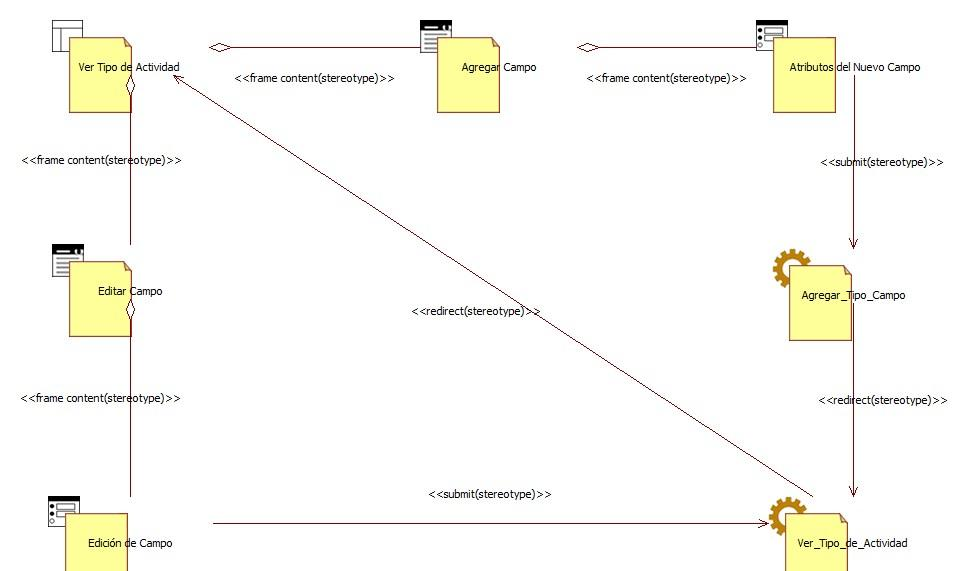 Ver Tipo de Actividad
Agregar Campo
Atributos del Nuevo Campo
<<frame content(stereotype)>>
<<frame content(stereotype)>>
<<frame content(stereotype)>>
<<submit(stereotype)>>
Editar Campo
Agregar_Tipo_Campo
<<redirect(stereotype)>>
<<frame content(stereotype)>>
<<redirect(stereotype)>>
<<submit(stereotype)>>
Edición de Campo
Ver_Tipo_de_Actividad